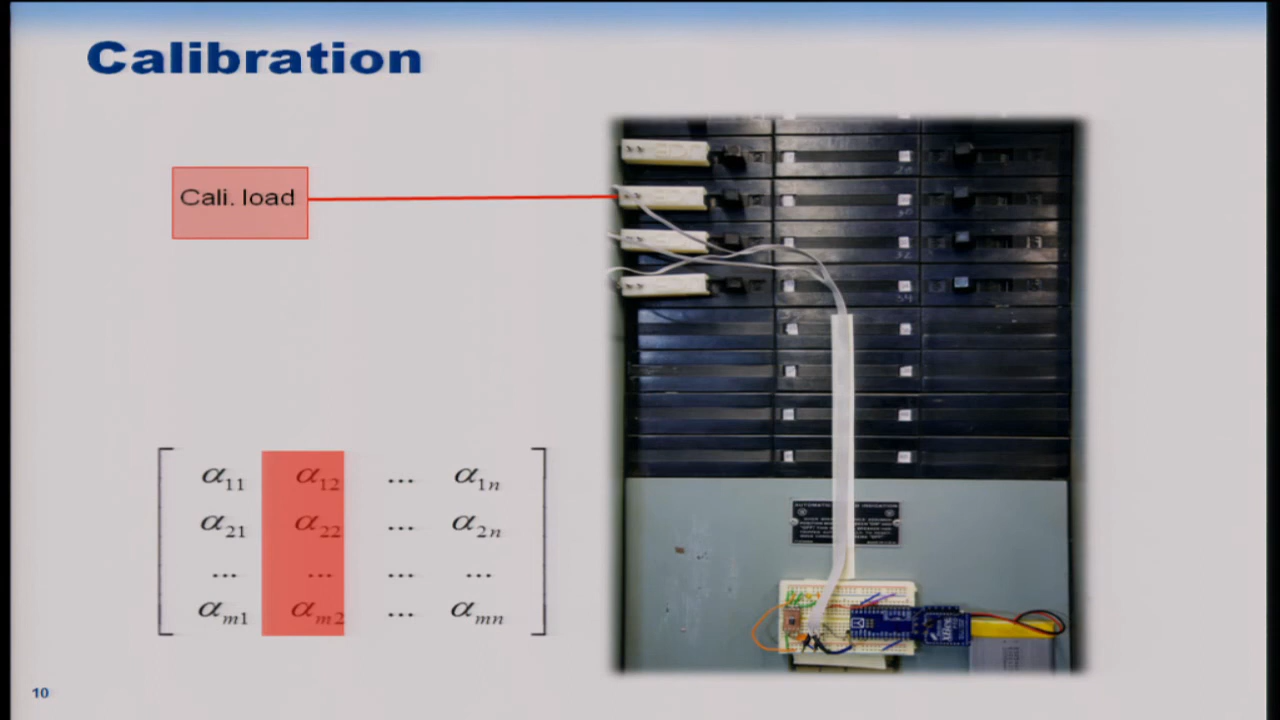 Calibration
Cali. load
α11 α12 ... α1n
α21 α22 ... α2n
... ... ... ...
αm1 αm2 ... αmn
10